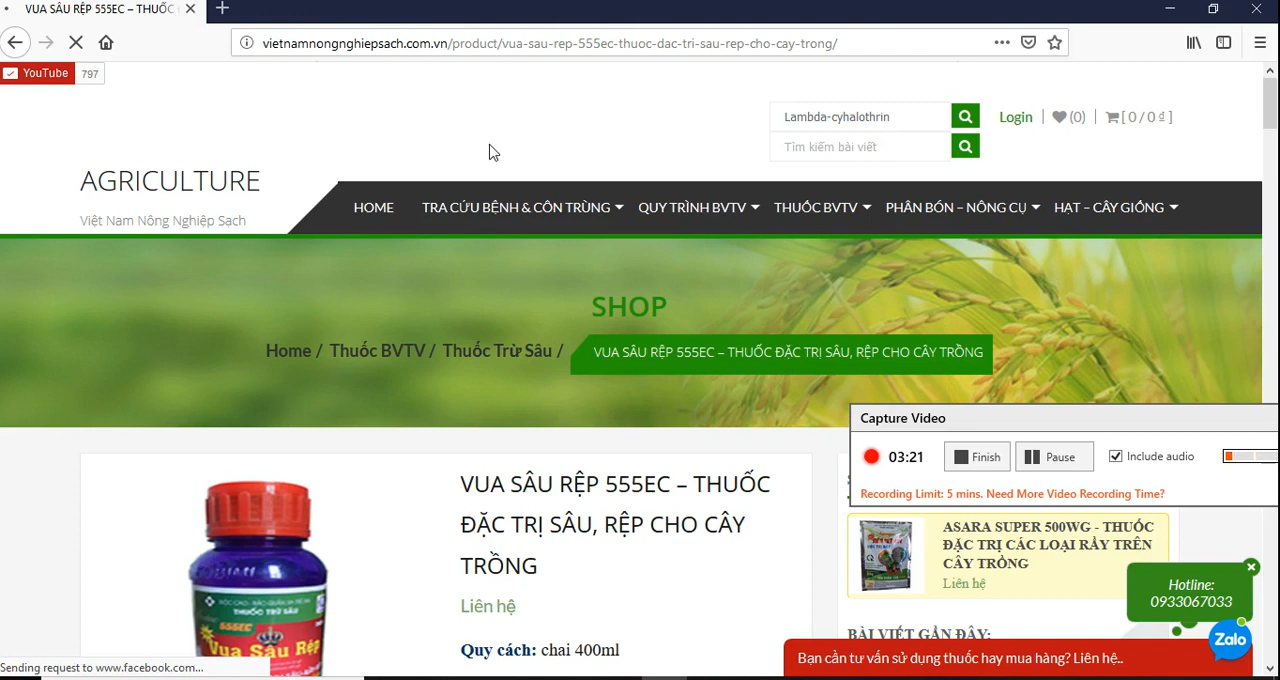 VUA SÂU RỆP 555EC – THUỐC
vietnamnongnghiepsach.com.vn/product/vua-sau-rep-555ec-thuoc-dac-tri-sau-rep-cho-cay-trong/
YouTube 797
Lambda-cyhalothrin
Login (0) [ 0 / 0 ₫ ]
Tìm kiếm bài viết
AGRICULTURE
Việt Nam Nông Nghiệp Sạch
HOME TRA CỨU BỆNH & CÔN TRÙNG QUY TRÌNH BVTV THUỐC BVTV PHÂN BÓN – NÔNG CỤ HẠT – CÂY GIỐNG
SHOP
Home / Thuốc BVTV / Thuốc Trừ Sâu / VUA SÂU RỆP 555EC – THUỐC ĐẶC TRỊ SÂU, RỆP CHO CÂY TRỒNG
Capture Video
03:21 Finish Pause Include audio
Recording Limit: 5 mins. Need More Video Recording Time?
VUA SÂU RỆP 555EC – THUỐC
ĐẶC TRỊ SÂU, RỆP CHO CÂY
TRỒNG
Liên hệ
Quy cách: chai 400ml
THUỐC TRỪ SÂU
555EC
Vua Sâu Rệp
ASARA SUPER 500WG - THUỐC
ĐẶC TRỊ CÁC LOẠI RẦY TRÊN
CÂY TRỒNG
Liên hệ
BÀI VIẾT GẦN ĐÂY:
Hotline:
0933067033
Zalo
Bạn cần tư vấn sử dụng thuốc hay mua hàng? Liên hệ..
Sending request to www.facebook.com...